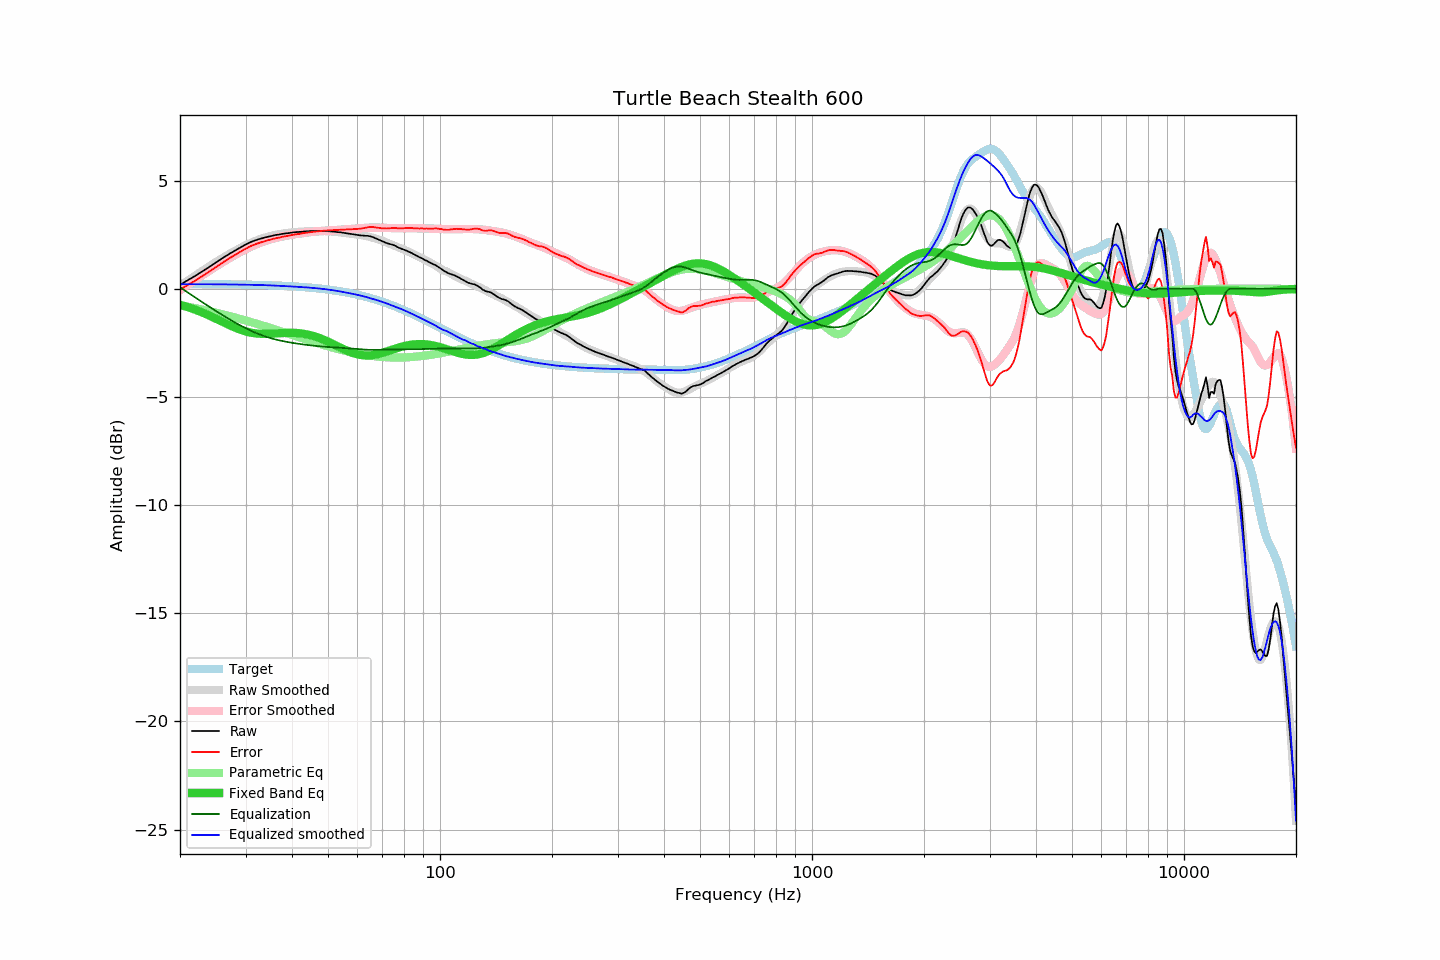 Turtle Beach Stealth 600
5
0
−5
−10
−15
−20
−25
Amplitude (dBr)
Target
Raw Smoothed
Error Smoothed
Raw
Error
Parametric Eq
Fixed Band Eq
Equalization
Equalized smoothed
100
1000
10000
Frequency (Hz)